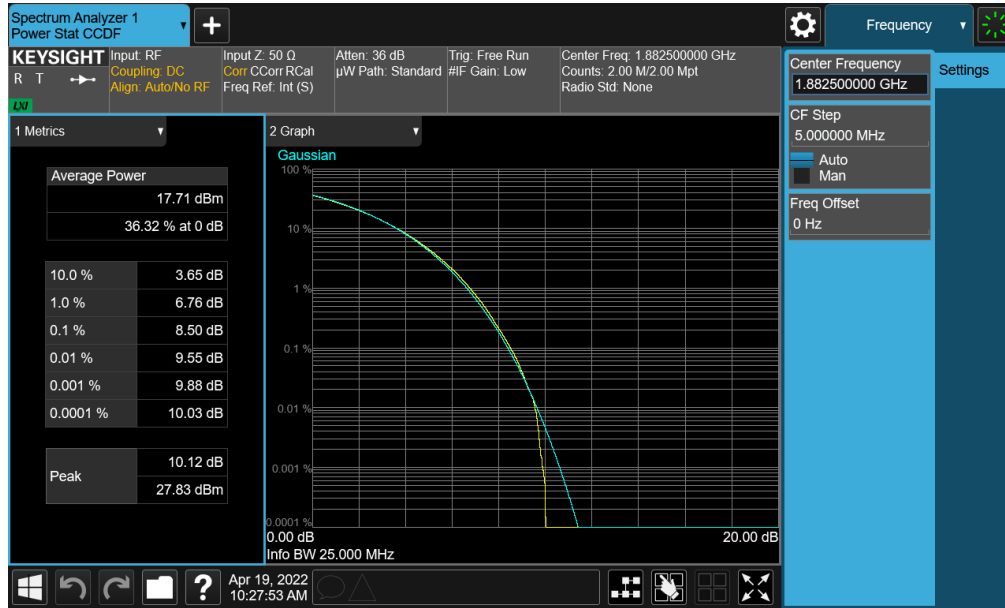 Spectrum Analyzer 1
Power Stat CCDF
Frequency
KEYSIGHT
R T
LXI
Input: RF
Coupling: DC
Align: Auto/No RF
Input Z: 50 Ω
Corr CCorr RCal
Freq Ref: Int (S)
Atten: 36 dB
µW Path: Standard
Trig: Free Run
#IF Gain: Low
Center Freq: 1.882500000 GHz
Counts: 2.00 M/2.00 Mpt
Radio Std: None
Center Frequency
1.882500000 GHz
Settings
CF Step
5.000000 MHz
Auto
Man
Freq Offset
0 Hz
1 Metrics
Average Power
17.71 dBm
36.32 % at 0 dB
10.0 % 3.65 dB
1.0 % 6.76 dB
0.1 % 8.50 dB
0.01 % 9.55 dB
0.001 % 9.88 dB
0.0001 % 10.03 dB
Peak
10.12 dB
27.83 dBm
2 Graph
Gaussian
100 %
10 %
1 %
0.1 %
0.01 %
0.001 %
0.0001 %
0.00 dB
20.00 dB
Info BW 25.000 MHz
?
Apr 19, 2022
10:27:53 AM